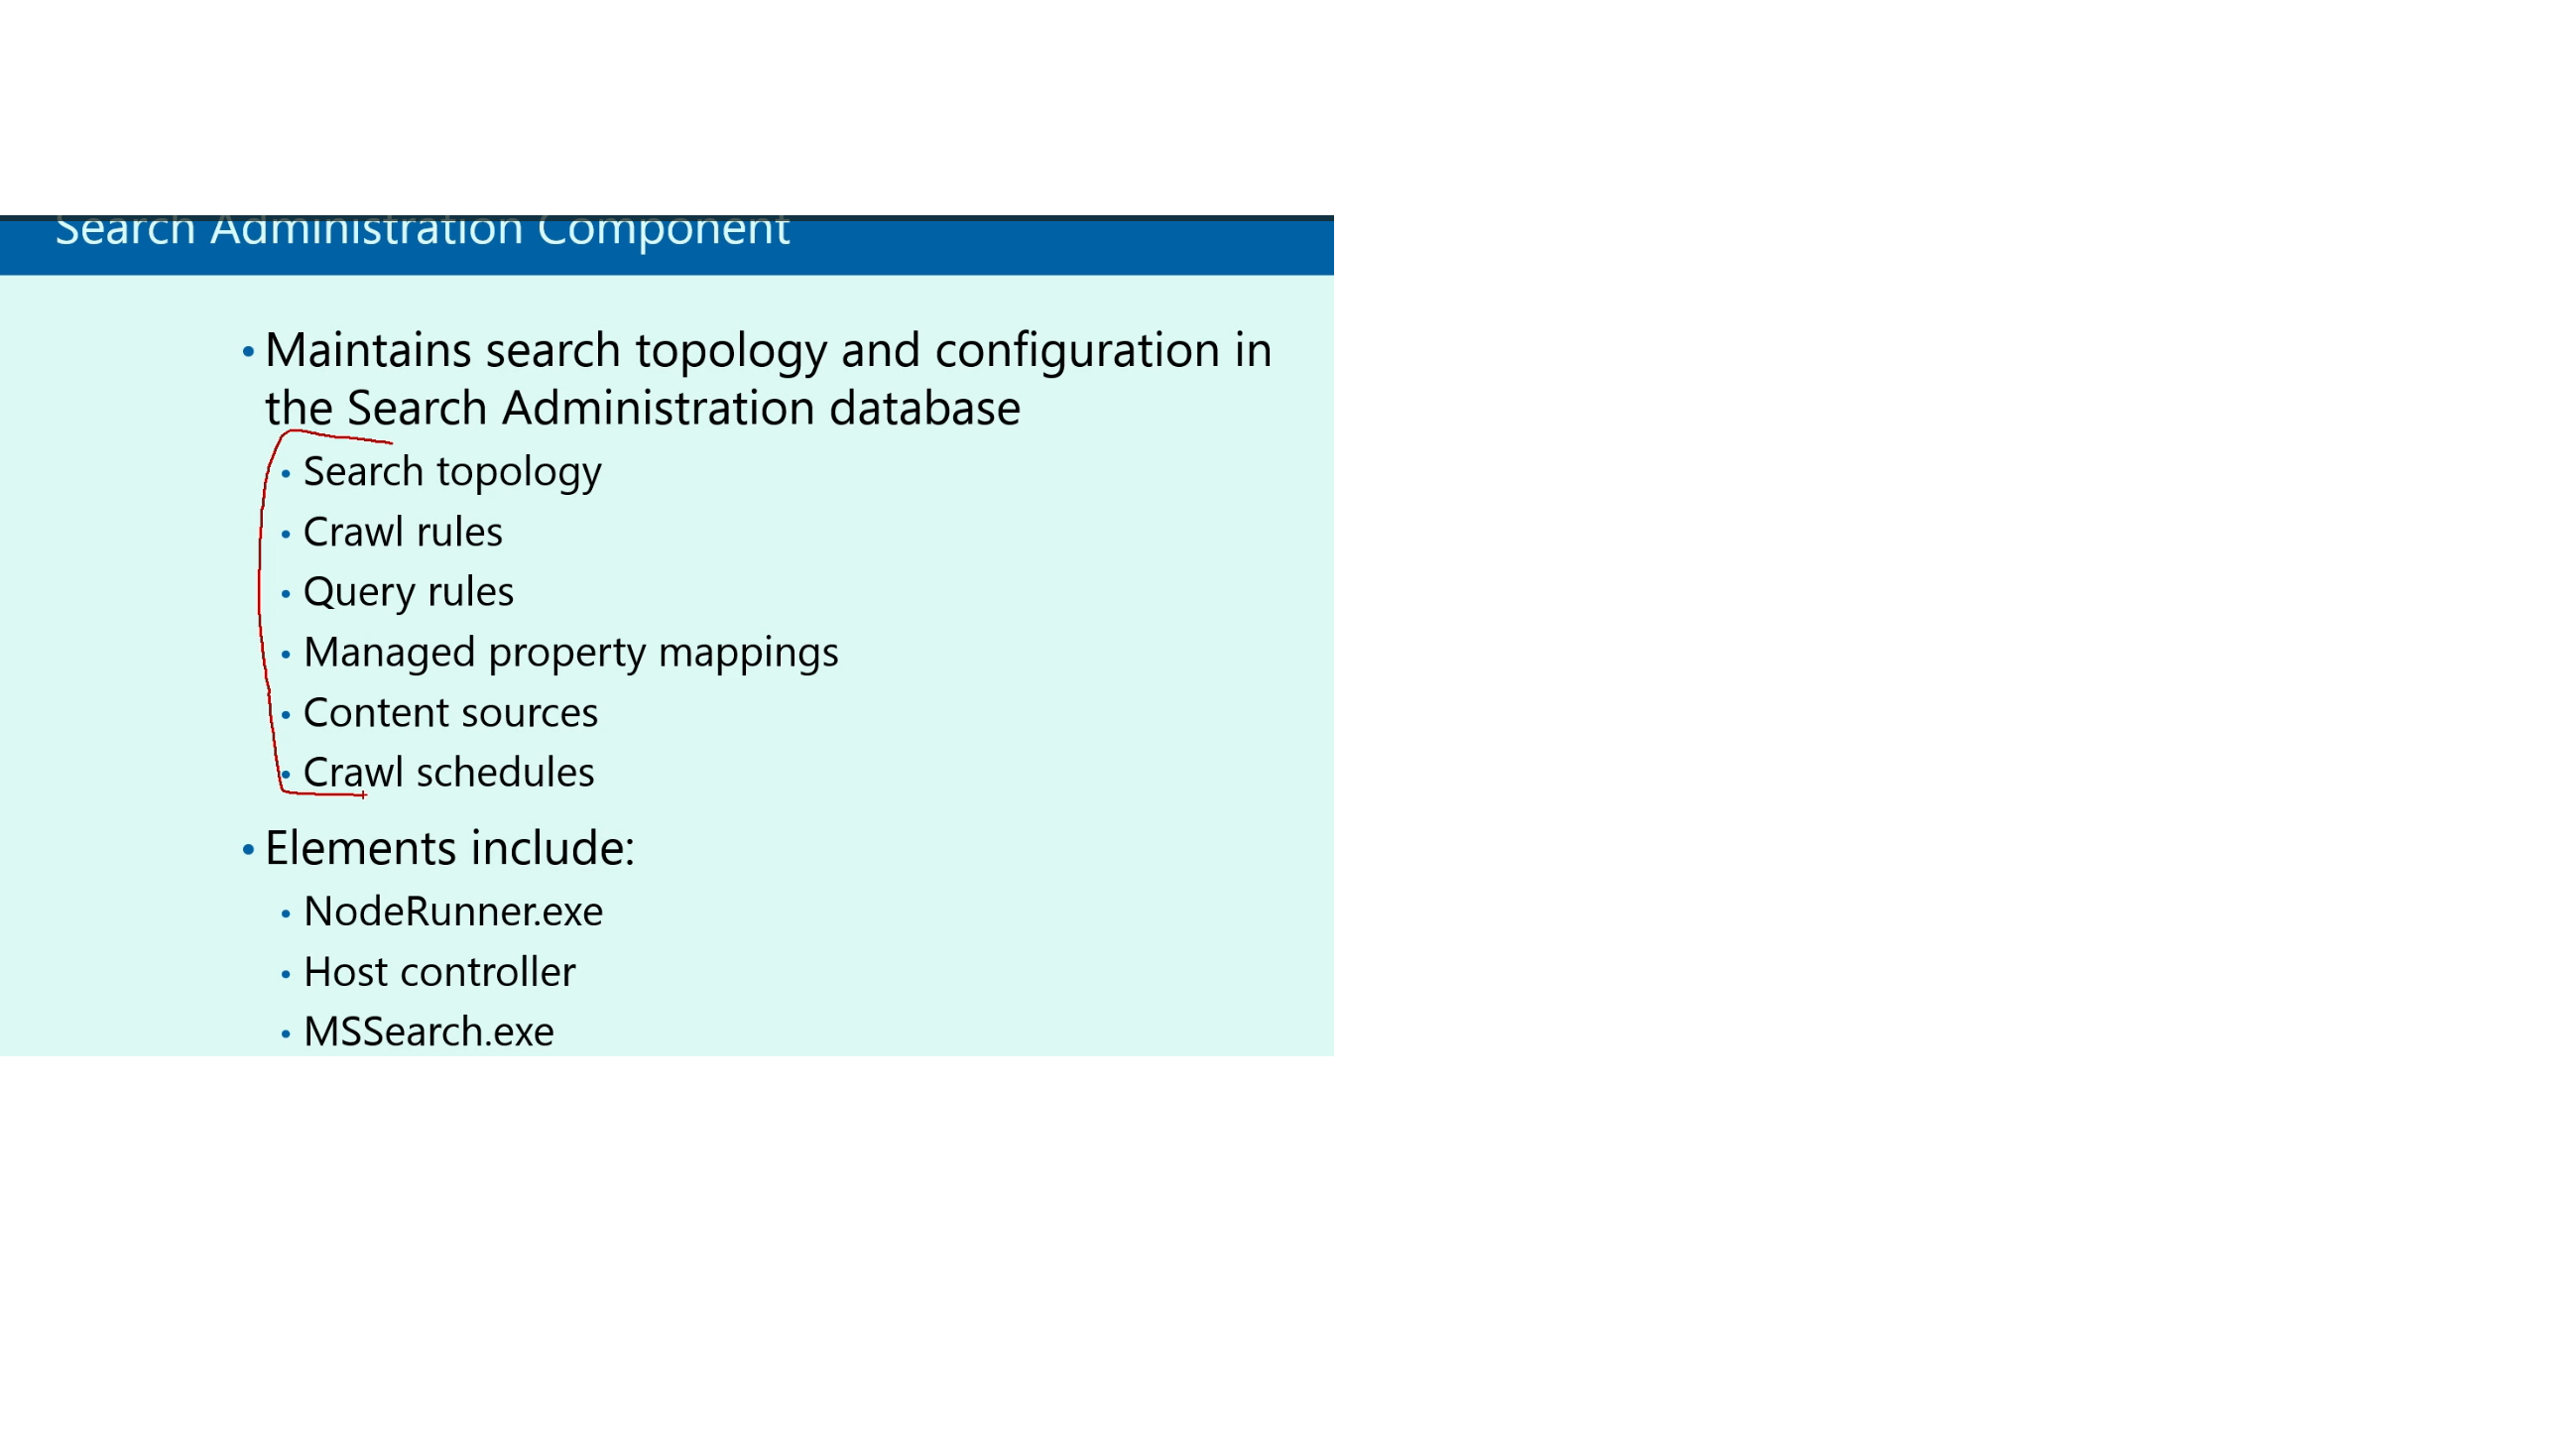 Search Administration Component
• Maintains search topology and configuration in
the Search Administration database
• Search topology
• Crawl rules
• Query rules
• Managed property mappings
• Content sources
• Crawl schedules
• Elements include:
• NodeRunner.exe
• Host controller
• MSSearch.exe